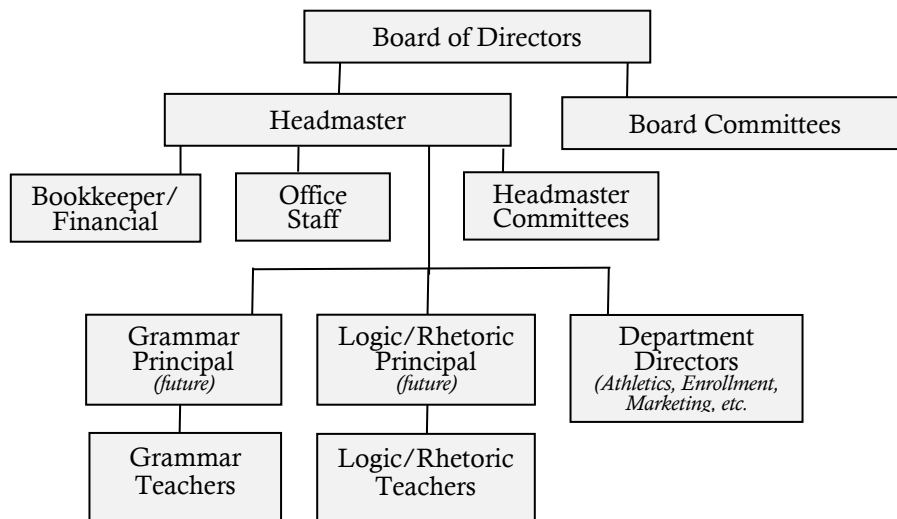 Board of Directors
Headmaster
Board Committees
Bookkeeper/
Financial
Office
Staff
Headmaster
Committees
Grammar
Principal
(future)
Logic/Rhetoric
Principal
(future)
Department
Directors
(Athletics, Enrollment,
Marketing, etc.
Grammar
Teachers
Logic/Rhetoric
Teachers